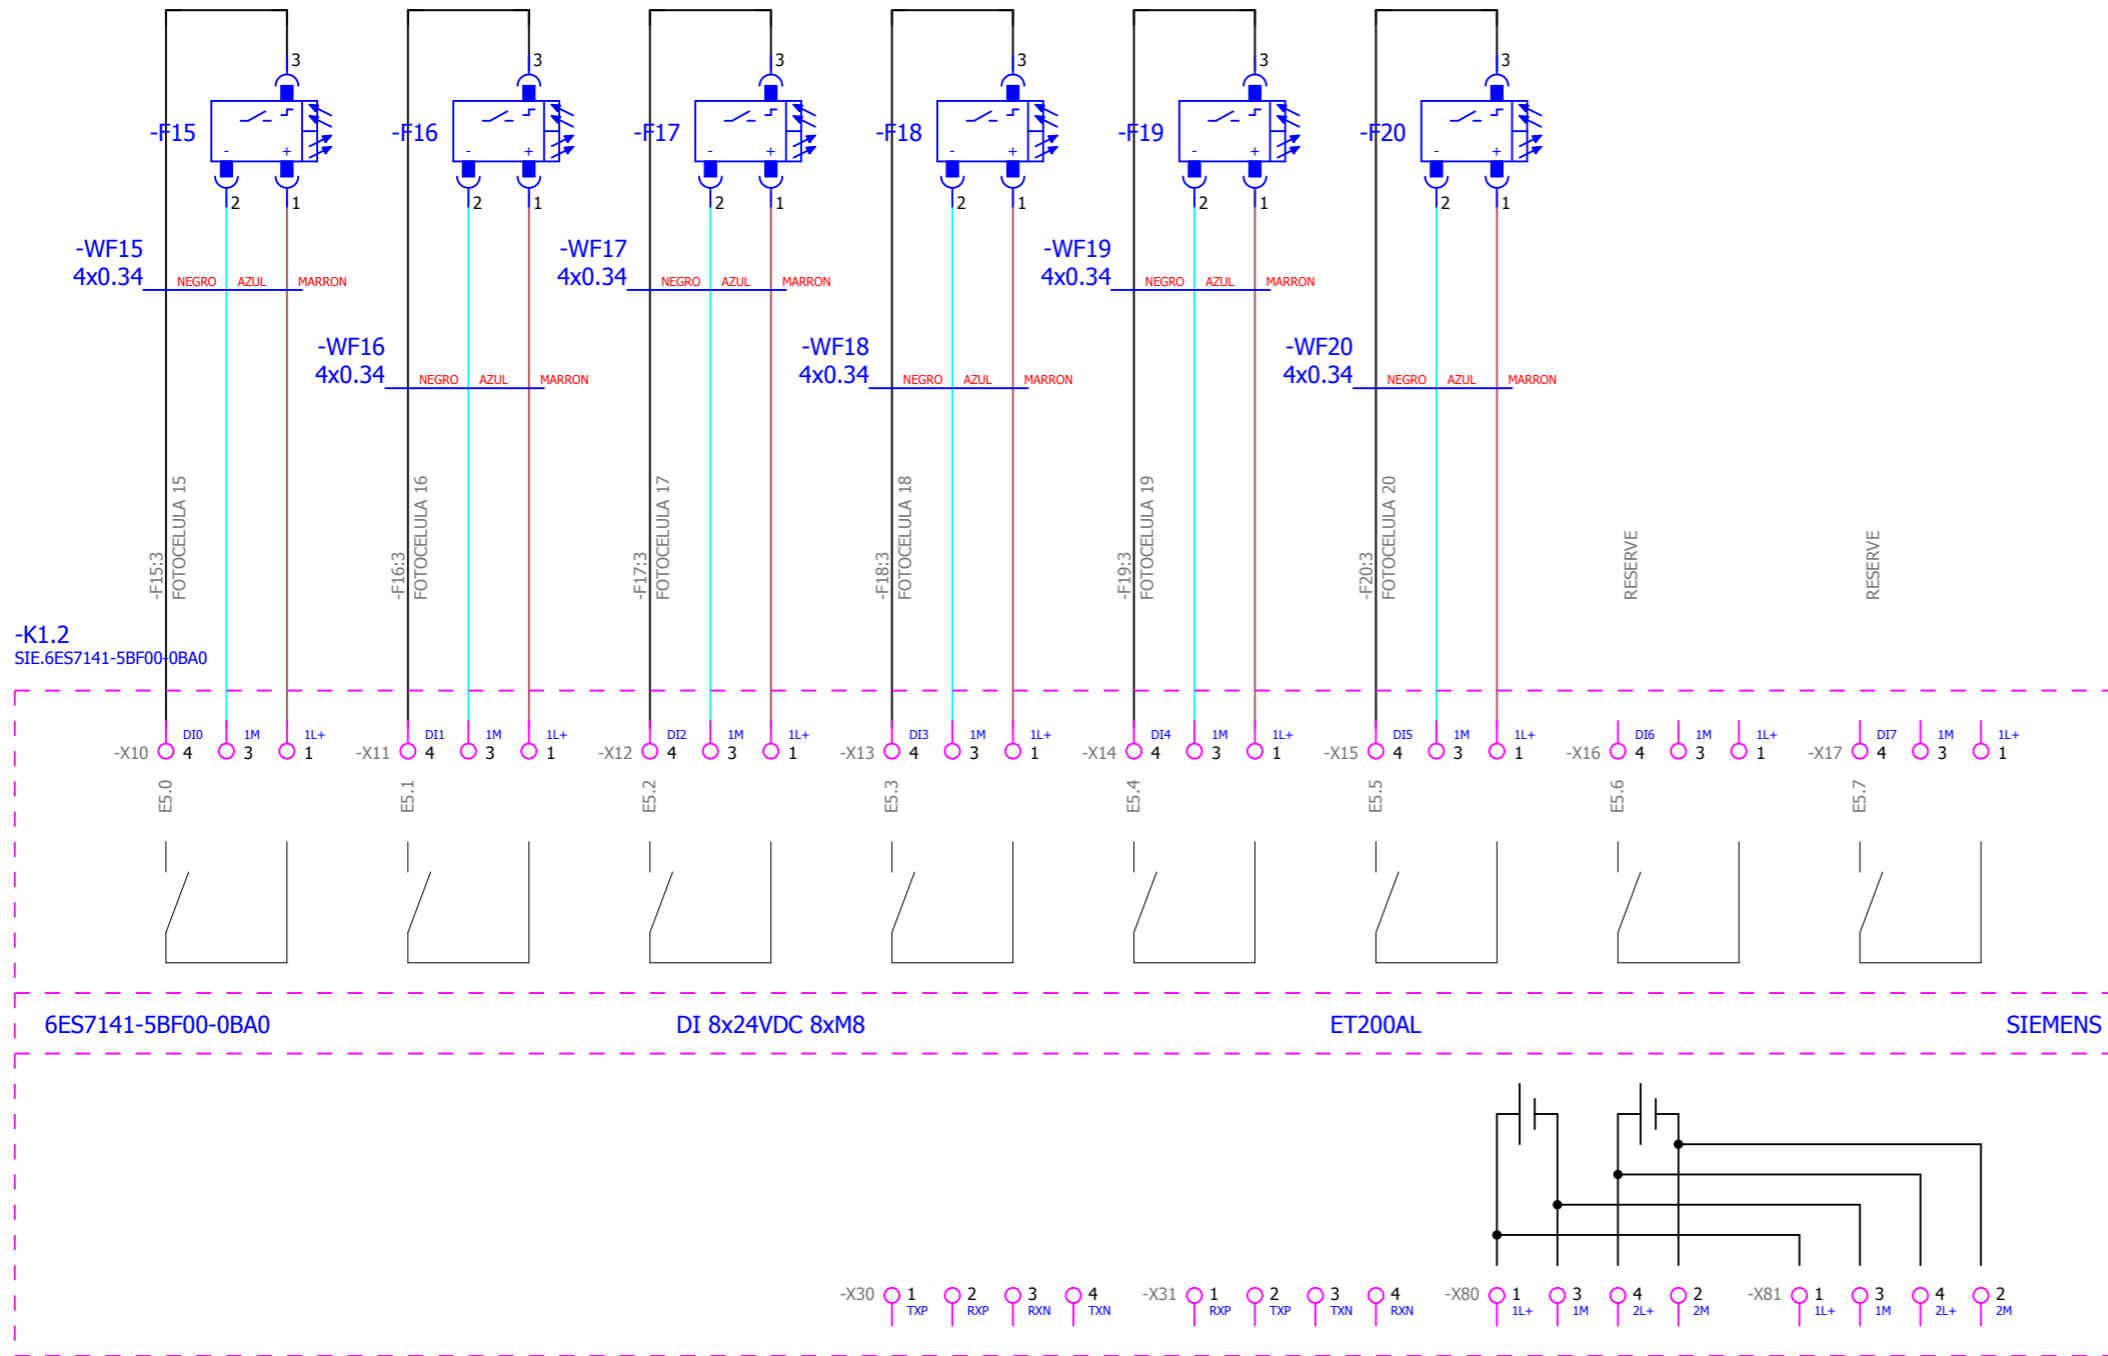 3 3 3 3 3 3
-F15 -F16 -F17 -F18 -F19 -F20
- + - + - + - + - + - +
2 1 2 1 2 1 2 1 2 1 2 1
-WF15 -WF17 -WF19
4x0.34 NEGRO AZUL MARRON 4x0.34 NEGRO AZUL MARRON 4x0.34 NEGRO AZUL MARRON
-WF16 -WF18 -WF20
4x0.34 NEGRO AZUL MARRON 4x0.34 NEGRO AZUL MARRON 4x0.34 NEGRO AZUL MARRON
-F15:3
FOTOCELULA 15
-F16:3
FOTOCELULA 16
-F17:3
FOTOCELULA 17
-F18:3
FOTOCELULA 18
-F19:3
FOTOCELULA 19
-F20:3
FOTOCELULA 20
RESERVE
RESERVE
-K1.2
SIE.6ES7141-5BF00-0BA0
DI0 1M 1L+ DI1 1M 1L+ DI2 1M 1L+ DI3 1M 1L+ DI4 1M 1L+ DI5 1M 1L+ DI6 1M 1L+ DI7 1M 1L+
-X10 4 3 1 -X11 4 3 1 -X12 4 3 1 -X13 4 3 1 -X14 4 3 1 -X15 4 3 1 -X16 4 3 1 -X17 4 3 1
E5.0 E5.1 E5.2 E5.3 E5.4 E5.5 E5.6 E5.7
6ES7141-5BF00-0BA0 DI 8x24VDC 8xM8 ET200AL SIEMENS
-X30 1 2 3 4 -X31 1 2 3 4 -X80 1 3 4 2 -X81 1 3 4 2
TXP RXP RXN TXN RXP TXP TXN RXN 1L+ 1M 2L+ 2M 1L+ 1M 2L+ 2M